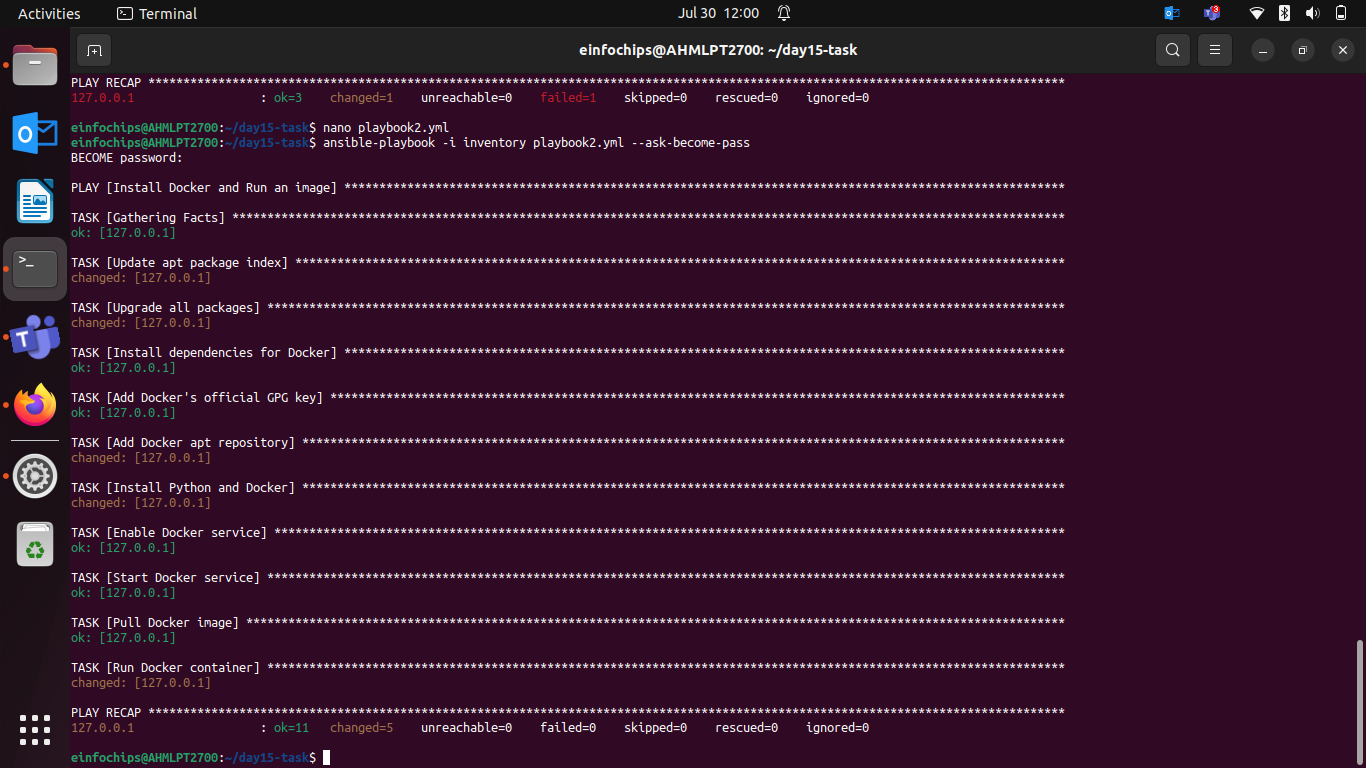 Activities Terminal Jul 30 12:00 3
einfochips@AHMLPT2700: ~/day15-task
PLAY RECAP ***********************************************************************************************************************************
127.0.0.1 : ok=3 changed=1 unreachable=0 failed=1 skipped=0 rescued=0 ignored=0
einfochips@AHMLPT2700:~/day15-task$ nano playbook2.yml
einfochips@AHMLPT2700:~/day15-task$ ansible-playbook -i inventory playbook2.yml --ask-become-pass
BECOME password:
PLAY [Install Docker and Run an image] *******************************************************************************************************
TASK [Gathering Facts] ***********************************************************************************************************************
ok: [127.0.0.1]
TASK [Update apt package index] **************************************************************************************************************
changed: [127.0.0.1]
TASK [Upgrade all packages] ******************************************************************************************************************
changed: [127.0.0.1]
TASK [Install dependencies for Docker] *******************************************************************************************************
ok: [127.0.0.1]
TASK [Add Docker's official GPG key] *********************************************************************************************************
ok: [127.0.0.1]
TASK [Add Docker apt repository] *************************************************************************************************************
changed: [127.0.0.1]
TASK [Install Python and Docker] *************************************************************************************************************
changed: [127.0.0.1]
TASK [Enable Docker service] *****************************************************************************************************************
ok: [127.0.0.1]
TASK [Start Docker service] ******************************************************************************************************************
ok: [127.0.0.1]
TASK [Pull Docker image] *********************************************************************************************************************
ok: [127.0.0.1]
TASK [Run Docker container] ******************************************************************************************************************
changed: [127.0.0.1]
PLAY RECAP ***********************************************************************************************************************************
127.0.0.1 : ok=11 changed=5 unreachable=0 failed=0 skipped=0 rescued=0 ignored=0
einfochips@AHMLPT2700:~/day15-task$